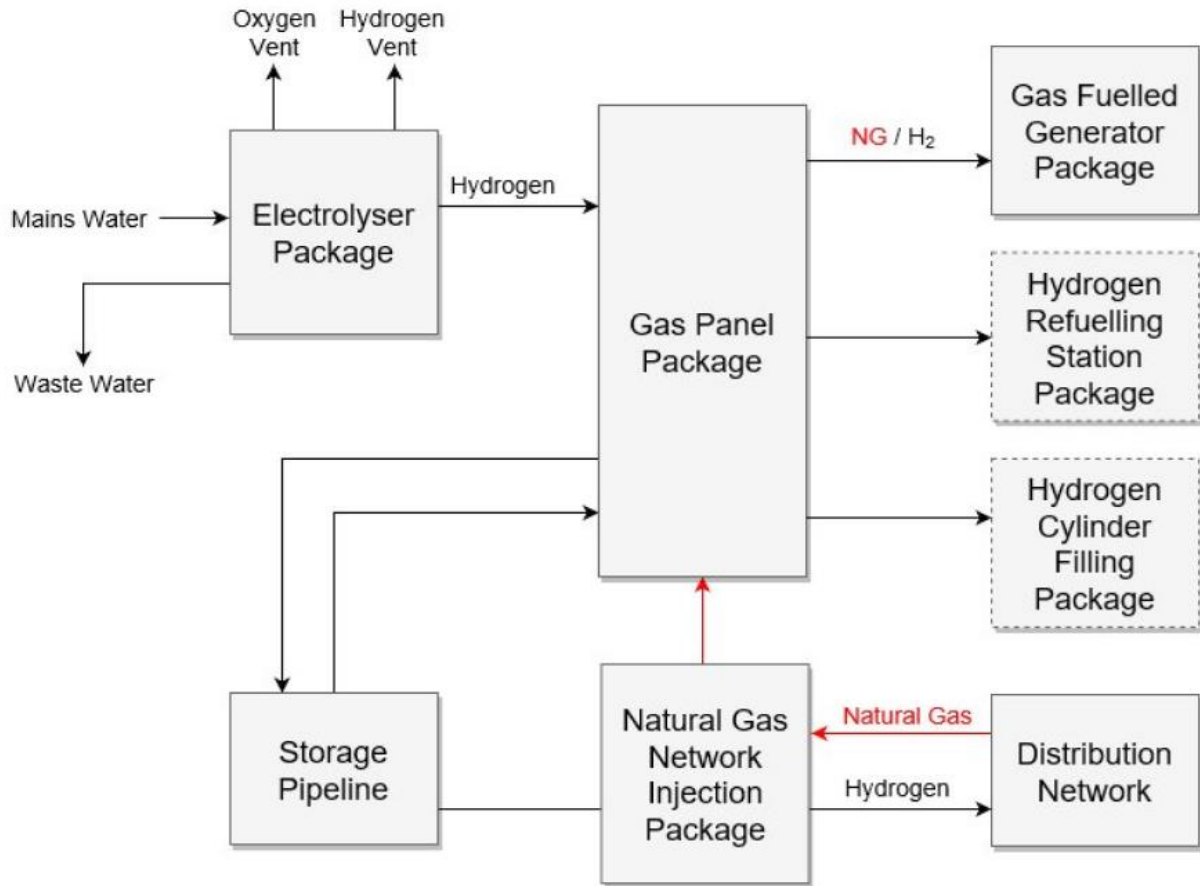 Oxygen
Vent
Hydrogen
Vent
Mains Water
Electrolyser
Package
Waste Water
Hydrogen
Gas Panel
Package
NG / H₂
Gas Fuelled
Generator
Package
Hydrogen
Refuelling
Station
Package
Hydrogen
Cylinder
Filling
Package
Storage
Pipeline
Natural Gas
Network
Injection
Package
Natural Gas
Hydrogen
Distribution
Network